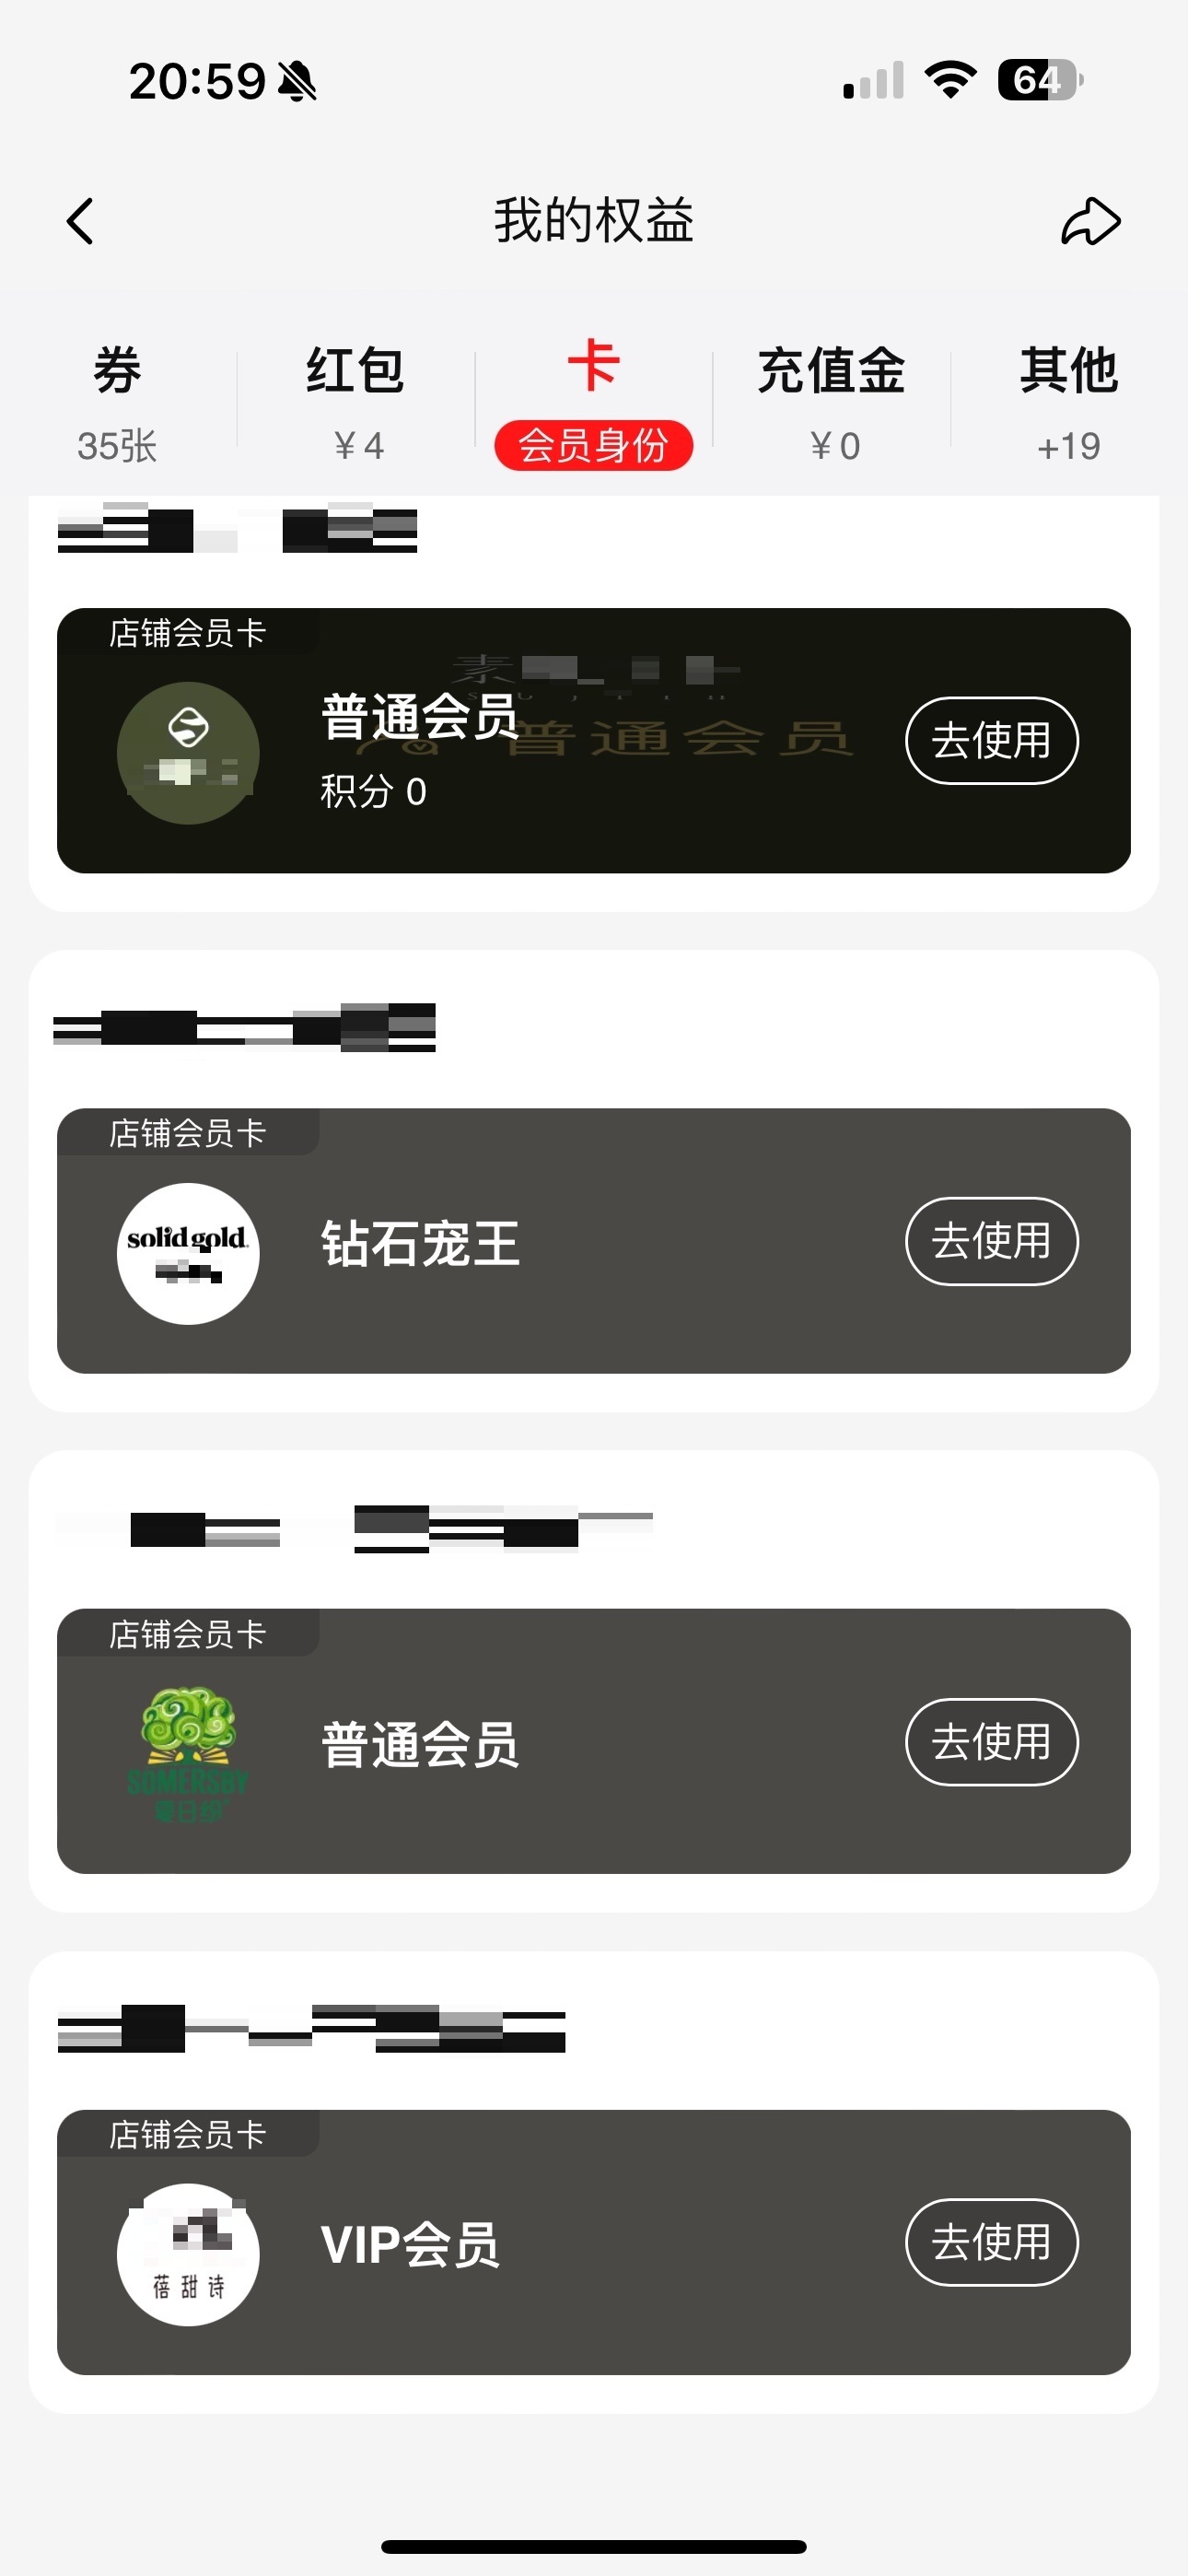 20:59
64
我的权益
券
红包
卡
充值金
其他
35张
¥4
会员身份
¥0
+19
店铺会员卡
素
普通会员
普通会员
积分 0
去使用
店铺会员卡
solid gold
钻石宠王
去使用
店铺会员卡
SOMERSBY
夏日纷
普通会员
去使用
店铺会员卡
蓓甜诗
VIP会员
去使用